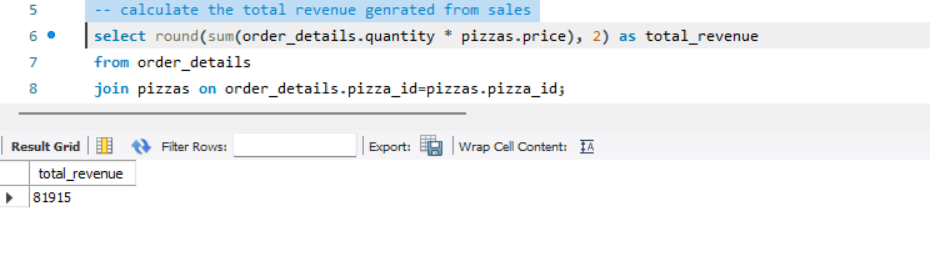 5 -- calculate the total revenue genrated from sales
6 select round(sum(order_details.quantity * pizzas.price), 2) as total_revenue
7 from order_details
8 join pizzas on order_details.pizza_id=pizzas.pizza_id;
Result Grid Filter Rows: Export: Wrap Cell Content: IA
total_revenue
81915